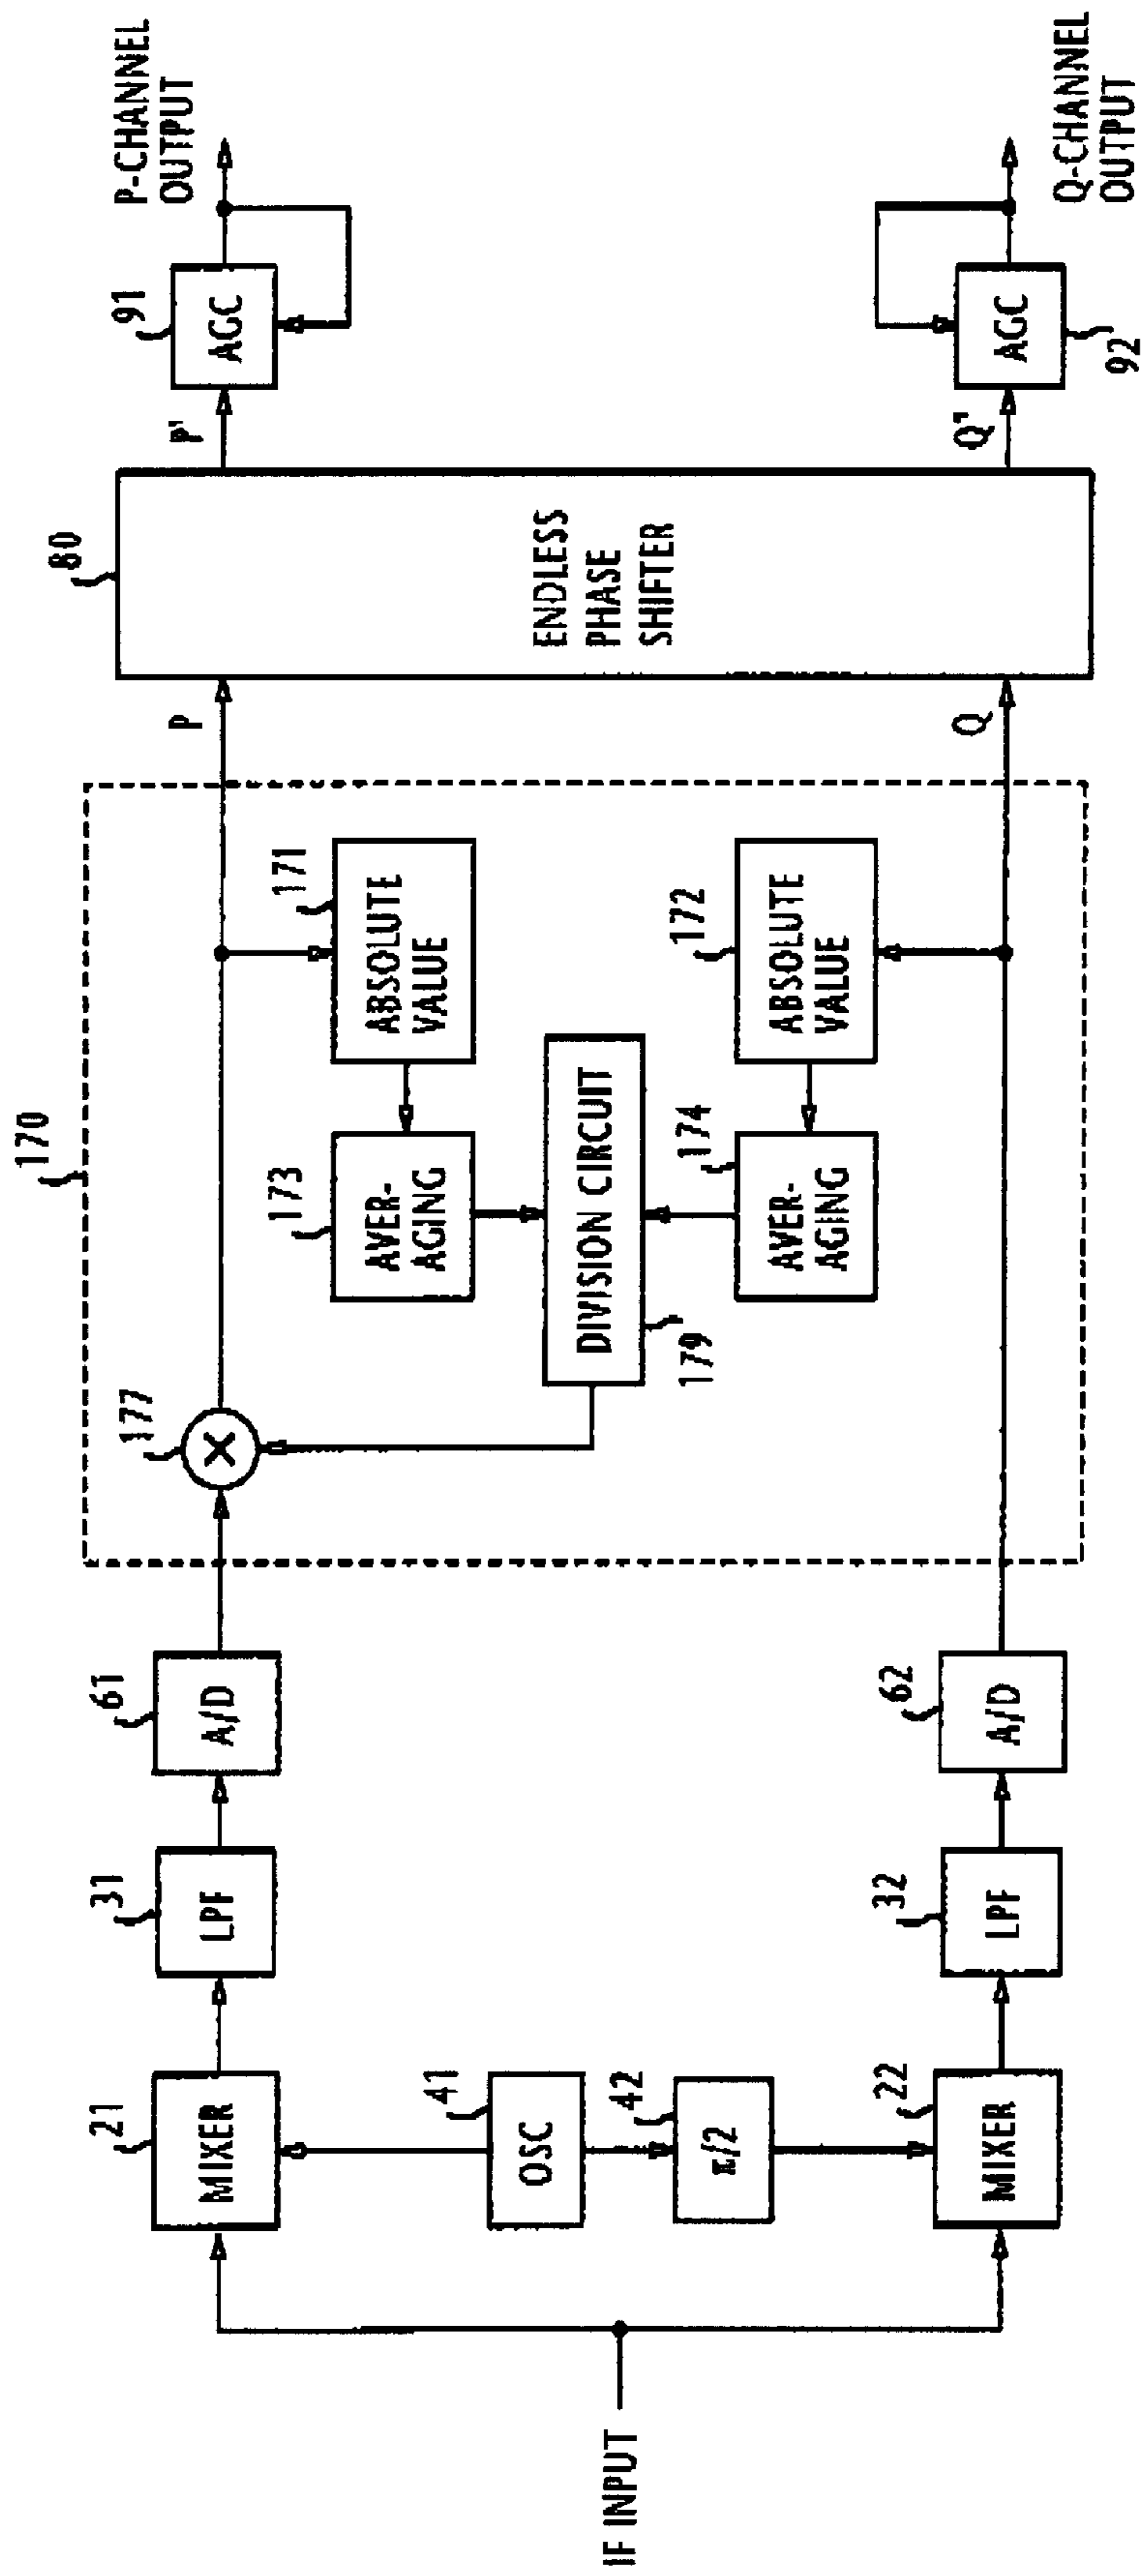 IF INPUT
21
MIXER
31
LPF
61
A/D
41
OSC
42
π/2
22
MIXER
32
LPF
62
A/D
170
177
X
171
ABSOLUTE
VALUE
173
AVER-
AGING
DIVISION CIRCUIT
179
174
AVER-
AGING
172
ABSOLUTE
VALUE
P
Q
80
ENDLESS
PHASE
SHIFTER
P'
Q'
91
AGC
P-CHANNEL
OUTPUT
AGC
92
Q-CHANNEL
OUTPUT